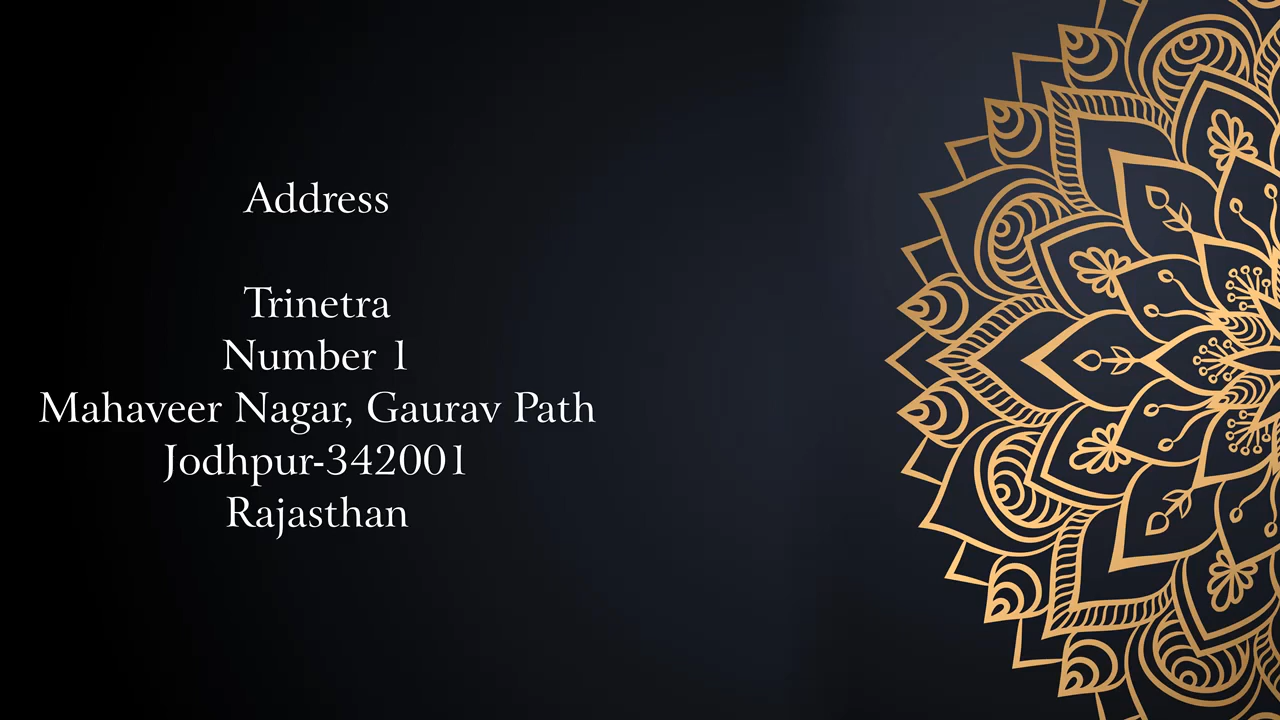 Address
Trinetra
Number 1
Mahaveer Nagar, Gaurav Path
Jodhpur-342001
Rajasthan